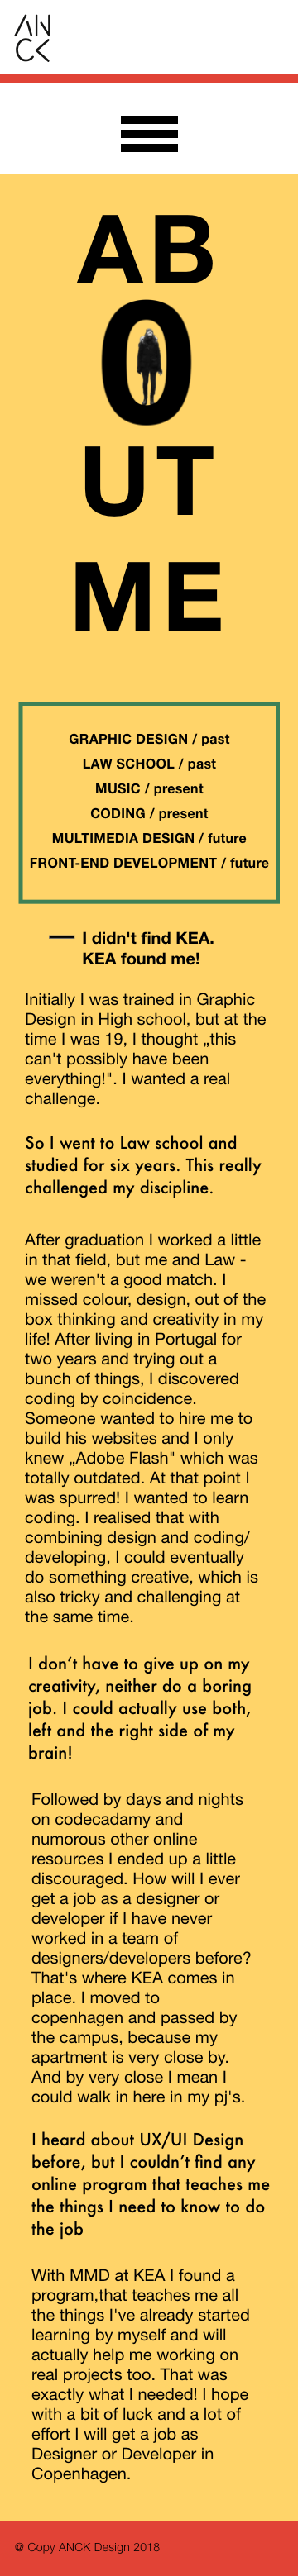 ANCK
AB
O
UT
ME
GRAPHIC DESIGN / past
LAW SCHOOL / past
MUSIC / present
CODING / present
MULTIMEDIA DESIGN / future
FRONT-END DEVELOPMENT / future
I didn't find KEA.
KEA found me!
Initially I was trained in Graphic
Design in High school, but at the
time I was 19, I thought „this
can't possibly have been
everything!". I wanted a real
challenge.
So I went to Law school and
studied for six years. This really
challenged my discipline.
After graduation I worked a little
in that field, but me and Law -
we weren't a good match. I
missed colour, design, out of the
box thinking and creativity in my
life! After living in Portugal for
two years and trying out a
bunch of things, I discovered
coding by coincidence.
Someone wanted to hire me to
build his websites and I only
knew „Adobe Flash" which was
totally outdated. At that point I
was spurred! I wanted to learn
coding. I realised that with
combining design and coding/
developing, I could eventually
do something creative, which is
also tricky and challenging at
the same time.
I don’t have to give up on my
creativity, neither do a boring
job. I could actually use both,
left and the right side of my
brain!
Followed by days and nights
on codecadamy and
numorous other online
resources I ended up a little
discouraged. How will I ever
get a job as a designer or
developer if I have never
worked in a team of
designers/developers before?
That's where KEA comes in
place. I moved to
copenhagen and passed by
the campus, because my
apartment is very close by.
And by very close I mean I
could walk in here in my pj's.
I heard about UX/UI Design
before, but I couldn’t find any
online program that teaches me
the things I need to know to do
the job
With MMD at KEA I found a
program,that teaches me all
the things I've already started
learning by myself and will
actually help me working on
real projects too. That was
exactly what I needed! I hope
with a bit of luck and a lot of
effort I will get a job as
Designer or Developer in
Copenhagen.
@ Copy ANCK Design 2018